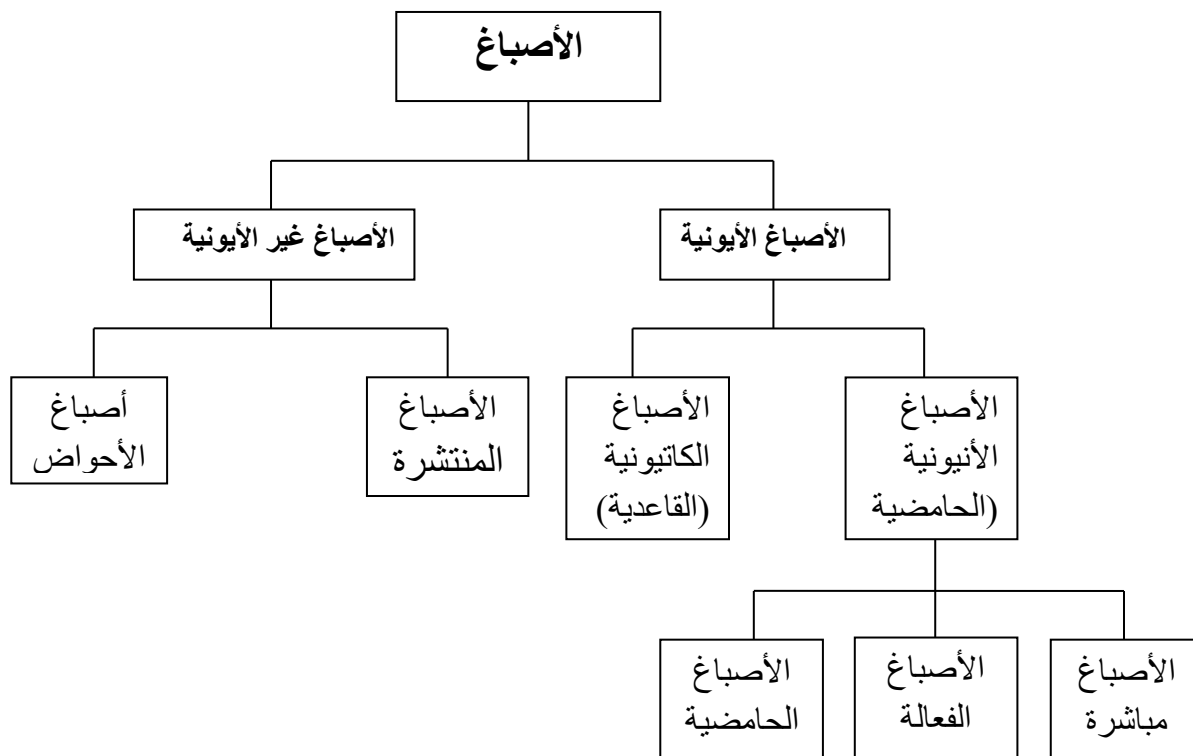 الأصباغ
الأصباغ الأيونية
الأصباغ غير الأيونية
الأصباغ
الأنيونية
(الحامضية
الأصباغ
الكاتيونية
(القاعدية)
الأصباغ
المنتشرة
أصباغ
الأحواض
الأصباغ
مباشرة
الأصباغ
الفعالة
الأصباغ
الحامضية